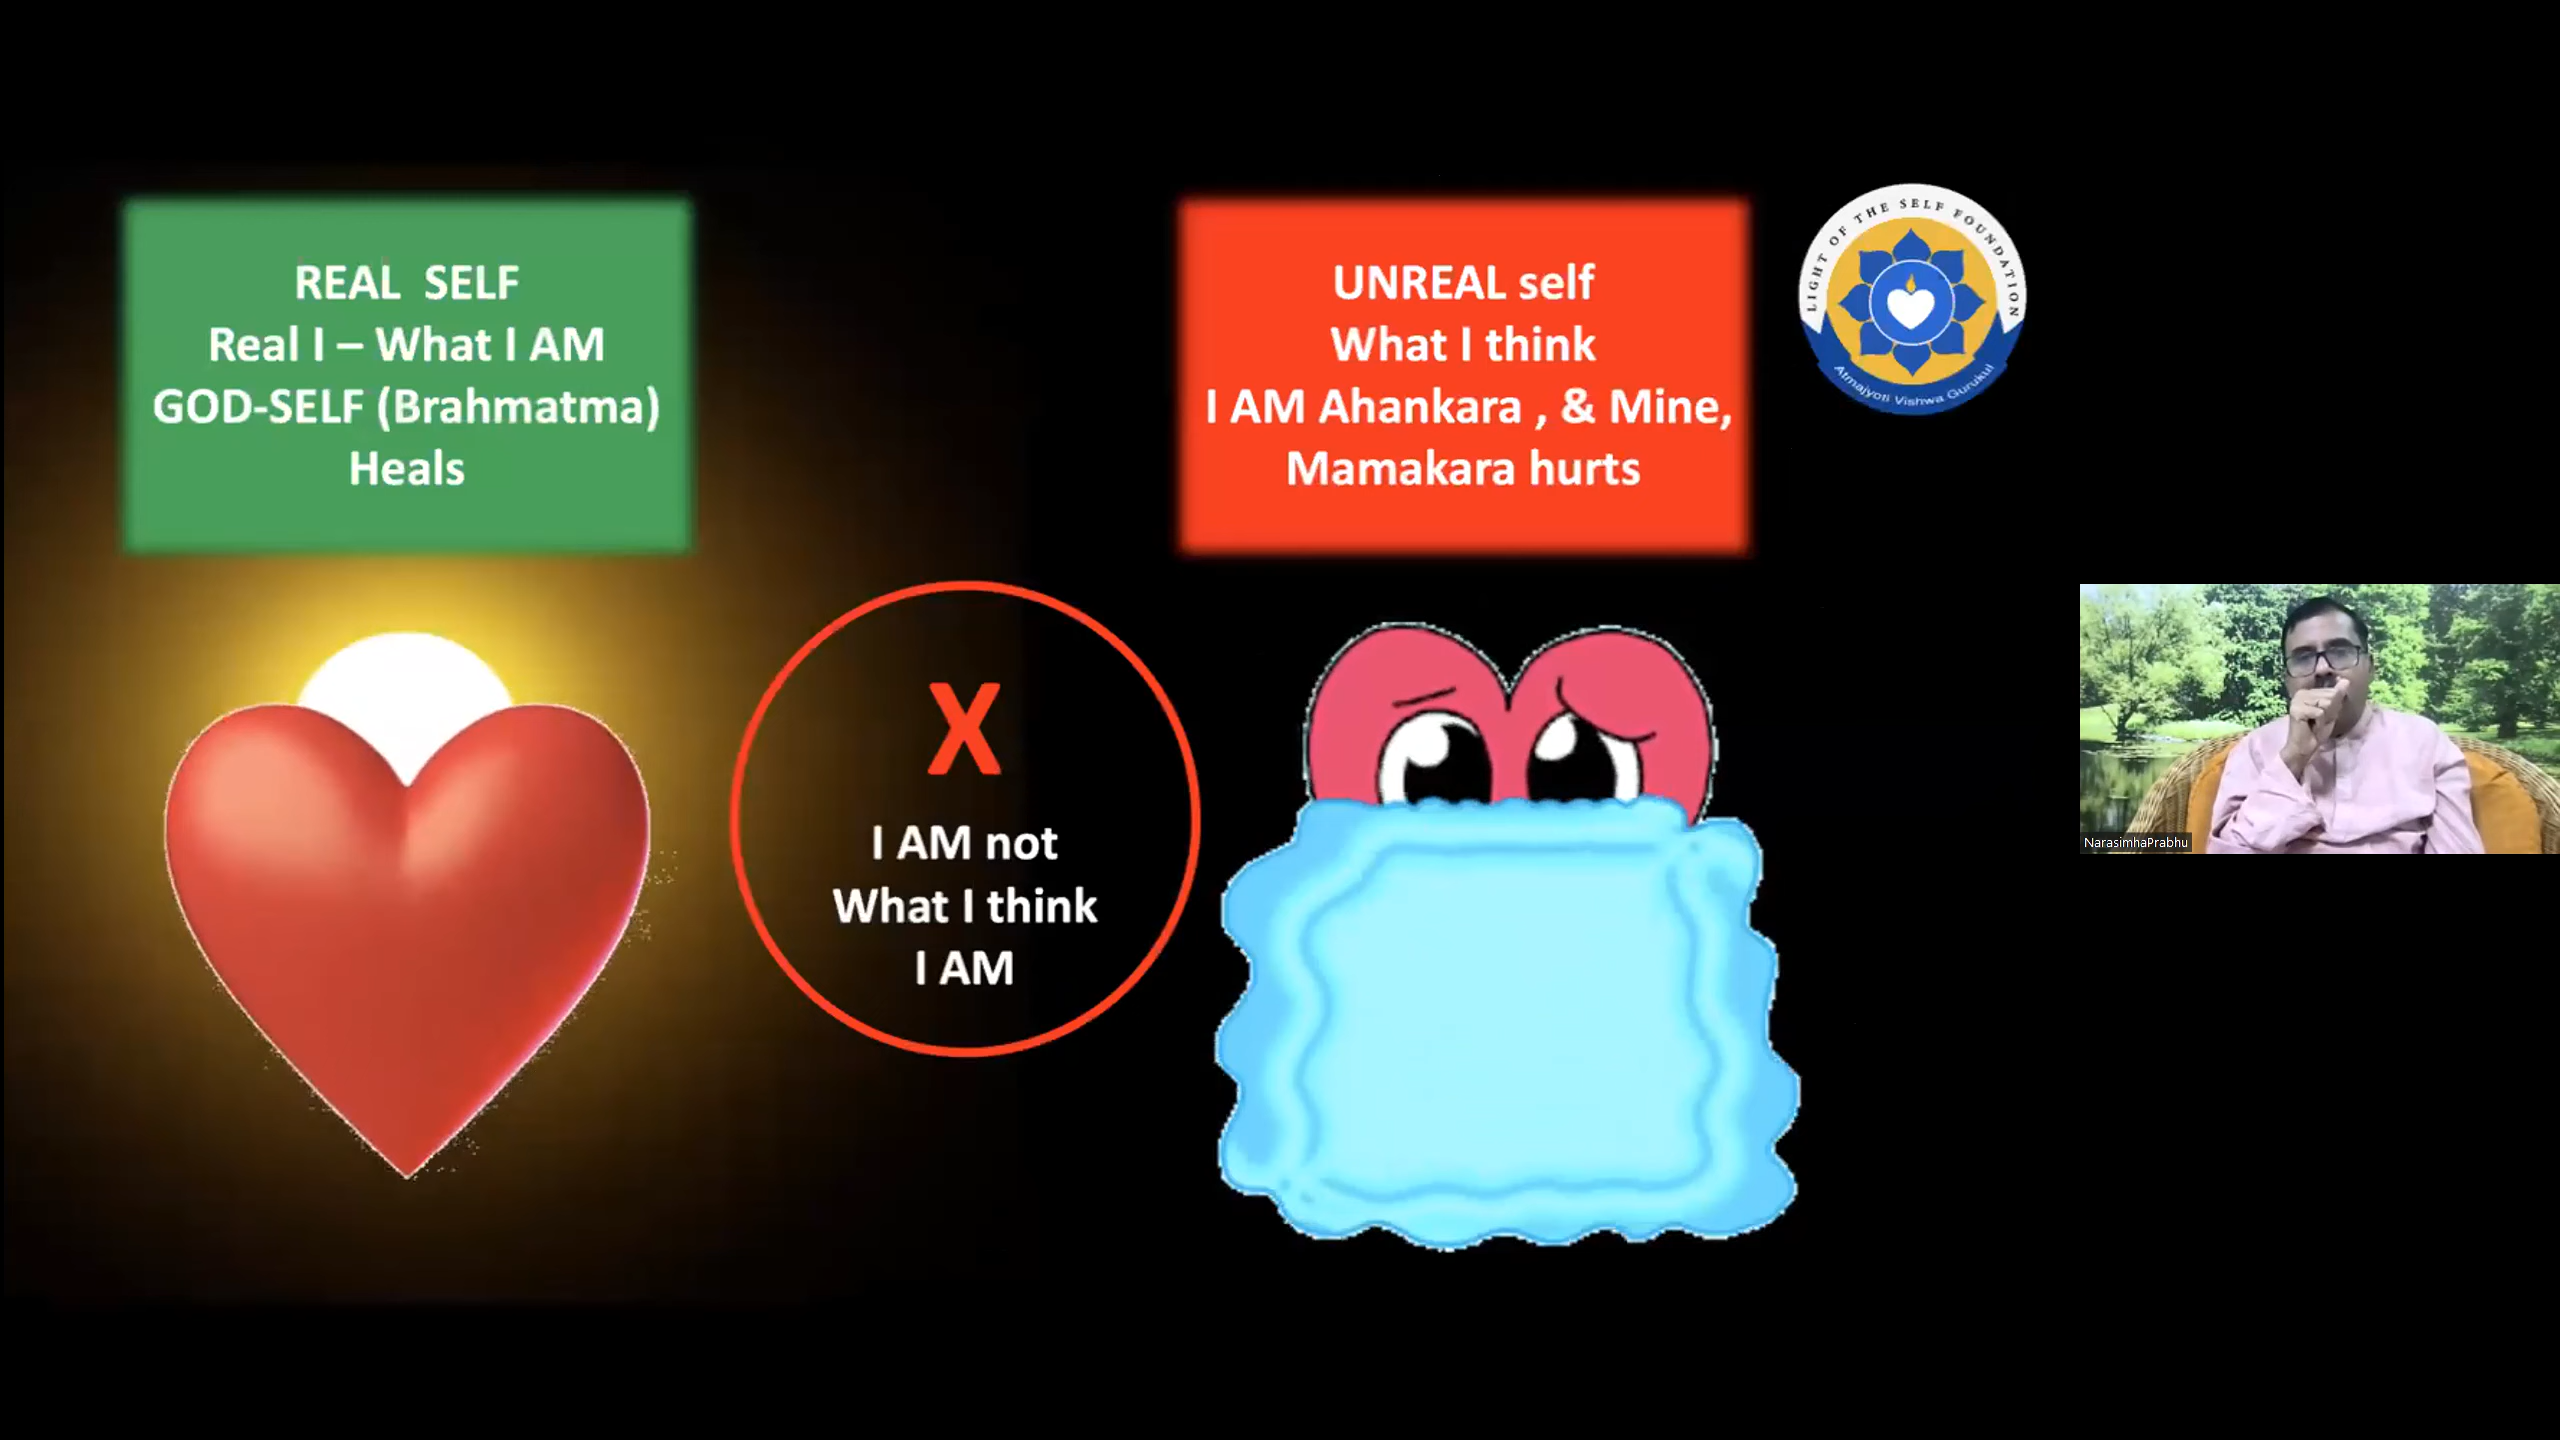 REAL  SELF
Real I – What I AM
GOD-SELF (Brahmatma)
Heals
UNREAL self
What I think
I AM Ahankara , & Mine,
Mamakara hurts
LIGHT OF THE SELF FOUNDATION
Atmajyoti Vishwa Gurukul
X
I AM not
What I think
I AM
NarasimhaPrabhu